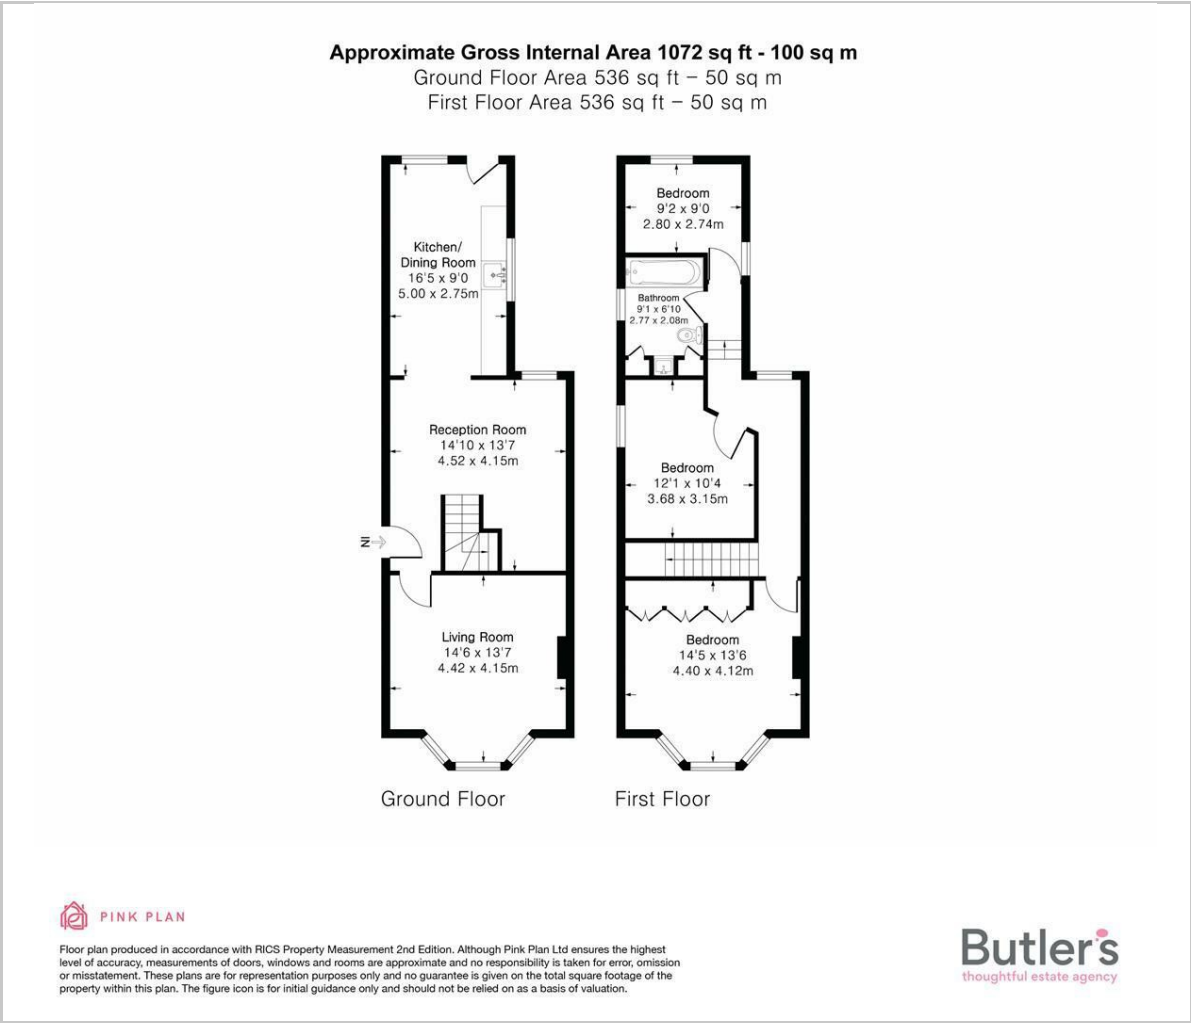 Approximate Gross Internal Area 1072 sq ft - 100 sq m
Ground Floor Area 536 sq ft – 50 sq m
First Floor Area 536 sq ft – 50 sq m
Kitchen/
Dining Room
16'5 x 9'0
5.00 x 2.75m
Reception Room
14'10 x 13'7
4.52 x 4.15m
IN
Living Room
14'6 x 13'7
4.42 x 4.15m
Ground Floor
Bedroom
9'2 x 9'0
2.80 x 2.74m
Bathroom
9'1 x 6'10
2.77 x 2.08m
Bedroom
12'1 x 10'4
3.68 x 3.15m
Bedroom
14'5 x 13'6
4.40 x 4.12m
First Floor
PINK PLAN
Floor plan produced in accordance with RICS Property Measurement 2nd Edition. Although Pink Plan Ltd ensures the highest
level of accuracy, measurements of doors, windows and rooms are approximate and no responsibility is taken for error, omission
or misstatement. These plans are for representation purposes only and no guarantee is given on the total square footage of the
property within this plan. The figure icon is for initial guidance only and should not be relied on as a basis of valuation.
Butler's
thoughtful estate agency